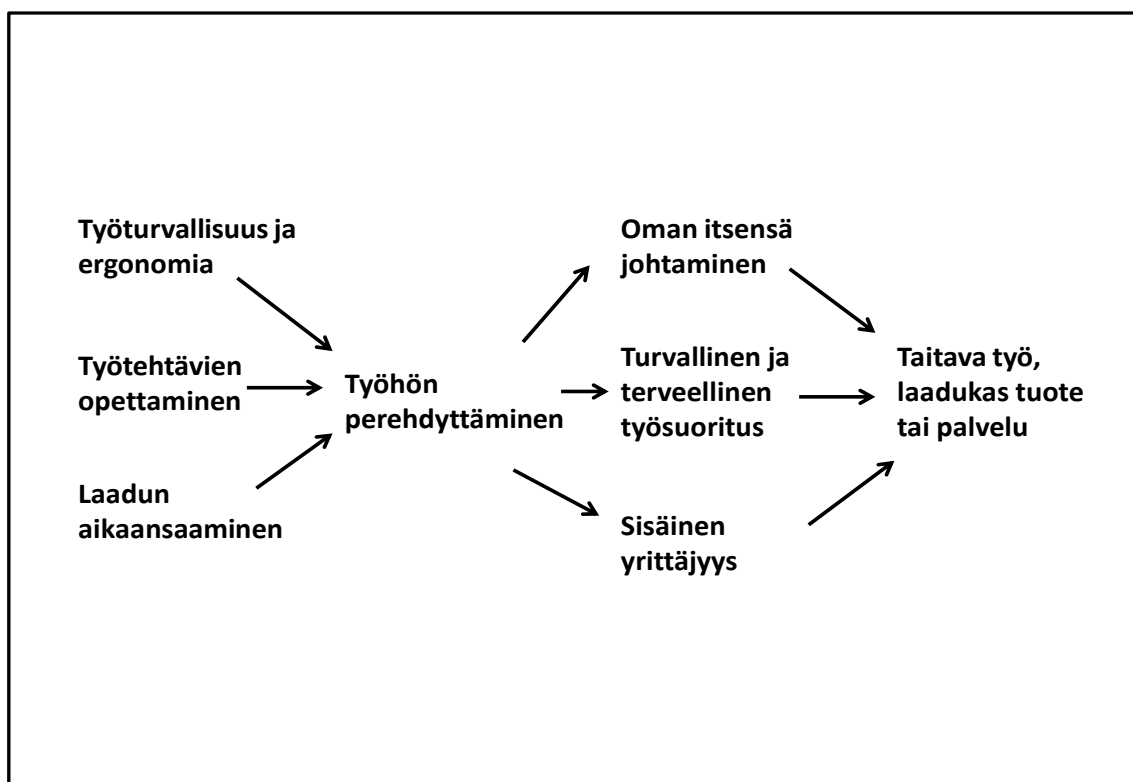 Työturvallisuus ja
ergonomia
Työtehtävien
opettaminen
Laadun
aikaansaaminen
Työhön
perehdyttäminen
Oman itsensä
johtaminen
Turvallinen ja
terveellinen
työsuoritus
Sisäinen
yrittäjyys
Taitava työ,
laadukas tuote
tai palvelu